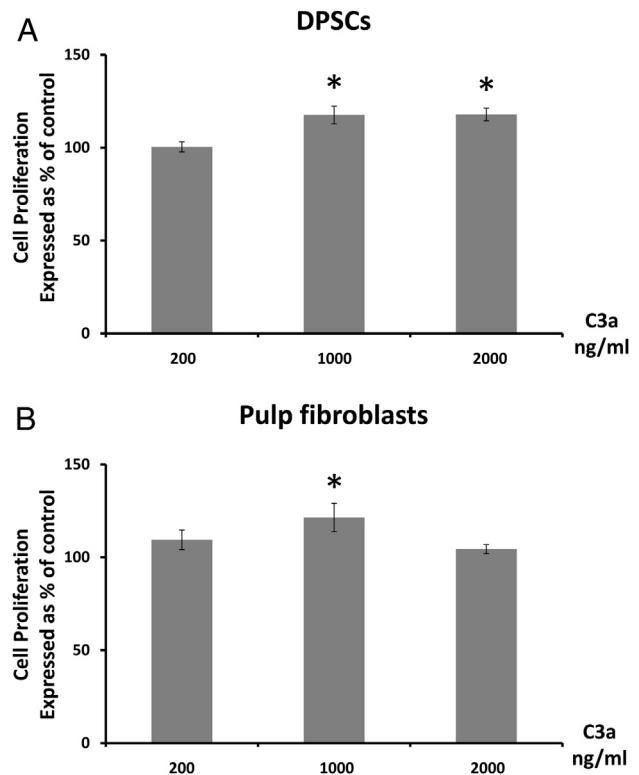 A
DPSCs
Cell Proliferation
Expressed as % of control
150
100
50
0
*
*
200
1000
2000
C3a
ng/ml
B
Pulp fibroblasts
Cell Proliferation
Expressed as % of control
150
100
50
0
*
200
1000
2000
C3a
ng/ml